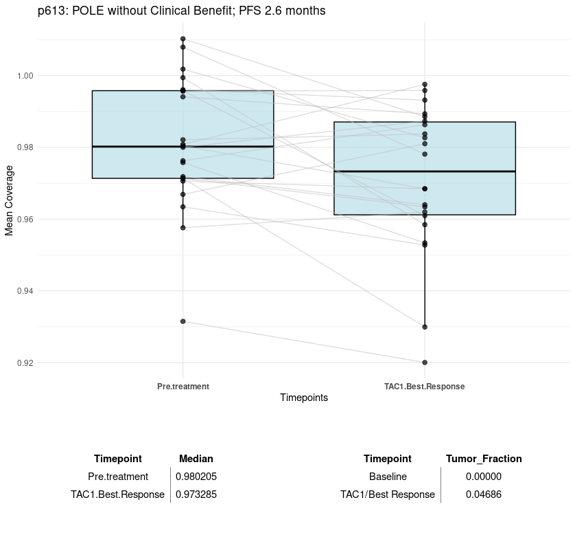 p613: POLE without Clinical Benefit; PFS 2.6 months
Mean Coverage
1.00
0.98
0.96
0.94
0.92
Pre.treatment TAC1.Best.Response
Timepoints
Timepoint Median
Pre.treatment 0.980205
TAC1.Best.Response 0.973285
Timepoint Tumor_Fraction
Baseline 0.00000
TAC1/Best Response 0.04686